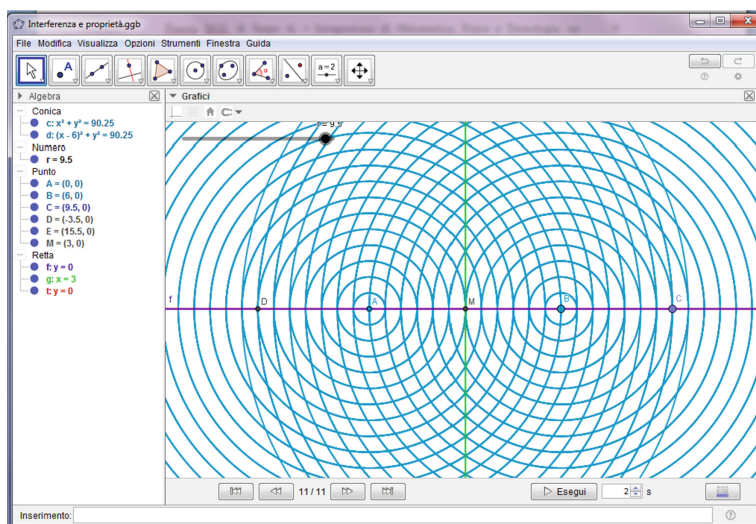 Interferenza e proprietà.ggb
File Modifica Visualizza Opzioni Strumenti Finestra Guida
A
a = 2
Algebra
Grafici
Conica
c: x² + y² = 90.25
d: (x - 6)² + y² = 90.25
Numero
r = 9.5
Punto
A = (0, 0)
B = (6, 0)
C = (9.5, 0)
D = (-3.5, 0)
E = (15.5, 0)
M = (3, 0)
Retta
f: y = 0
g: x = 3
t: y = 0
r = 9.5
f
D
A
M
B
C
11 / 11
Esegui
2
s
Inserimento: